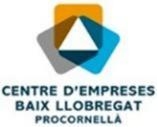 CENTRE D'EMPRESES
BAIX LLOBREGAT
PROCORNELLÀ